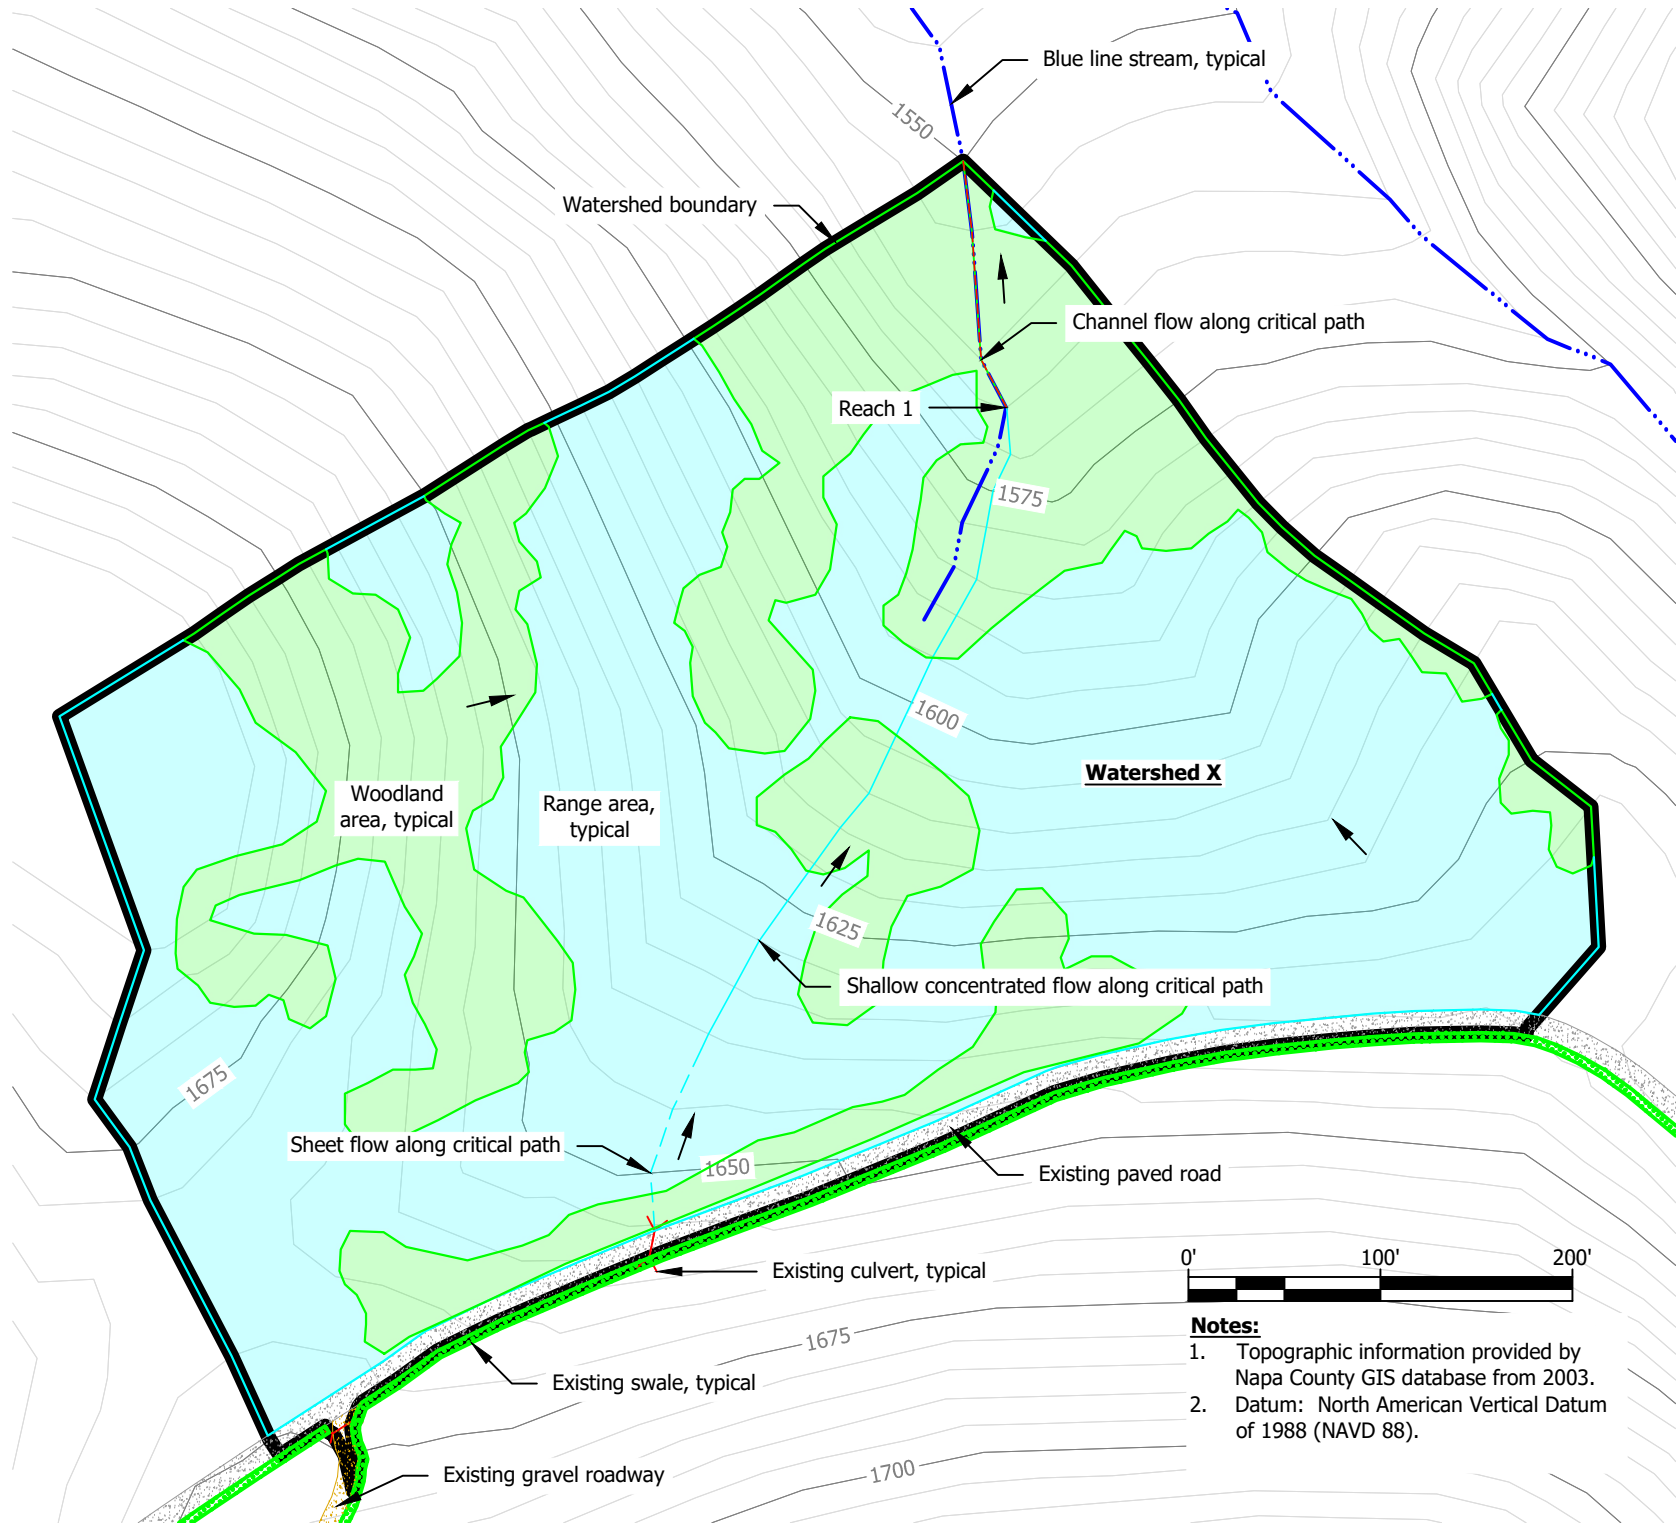 Blue line stream, typical
1550
Watershed boundary
Channel flow along critical path
Reach 1
1575
1600
Watershed X
Woodland
area, typical
Range area,
typical
1625
Shallow concentrated flow along critical path
1675
Sheet flow along critical path
1650
Existing paved road
Existing culvert, typical
0' 100' 200'
1675
Existing swale, typical
Notes:
1. Topographic information provided by
Napa County GIS database from 2003.
2. Datum: North American Vertical Datum
of 1988 (NAVD 88).
1700
Existing gravel roadway